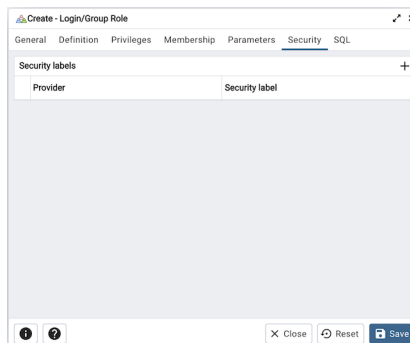 Create - Login/Group Role
General Definition Privileges Membership Parameters Security SQL
Security labels
Provider Security label
Close Reset Save